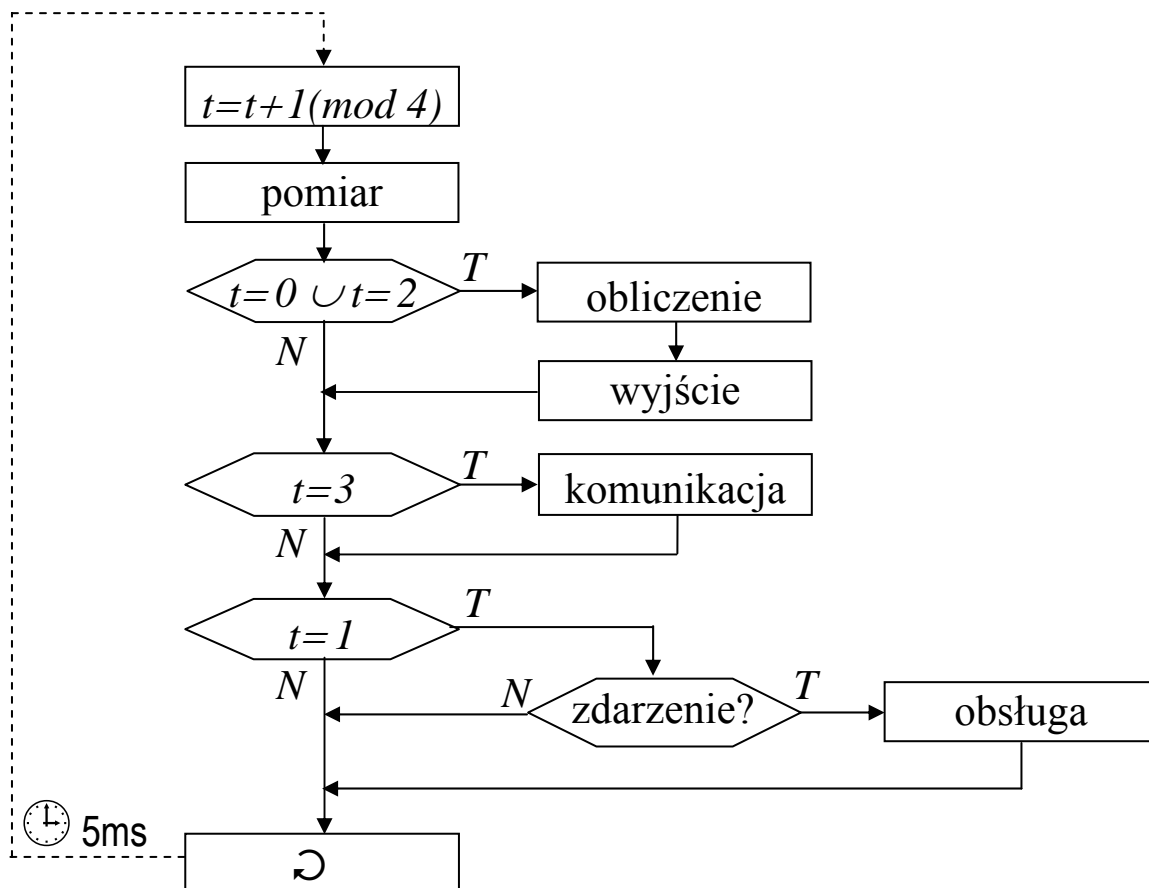 t=t+1(mod 4)
pomiar
t=0 ∪ t=2
T
obliczenie
N
wyjście
t=3
T
komunikacja
N
t=1
T
N
zdarzenie?
N
T
obsługa
5ms